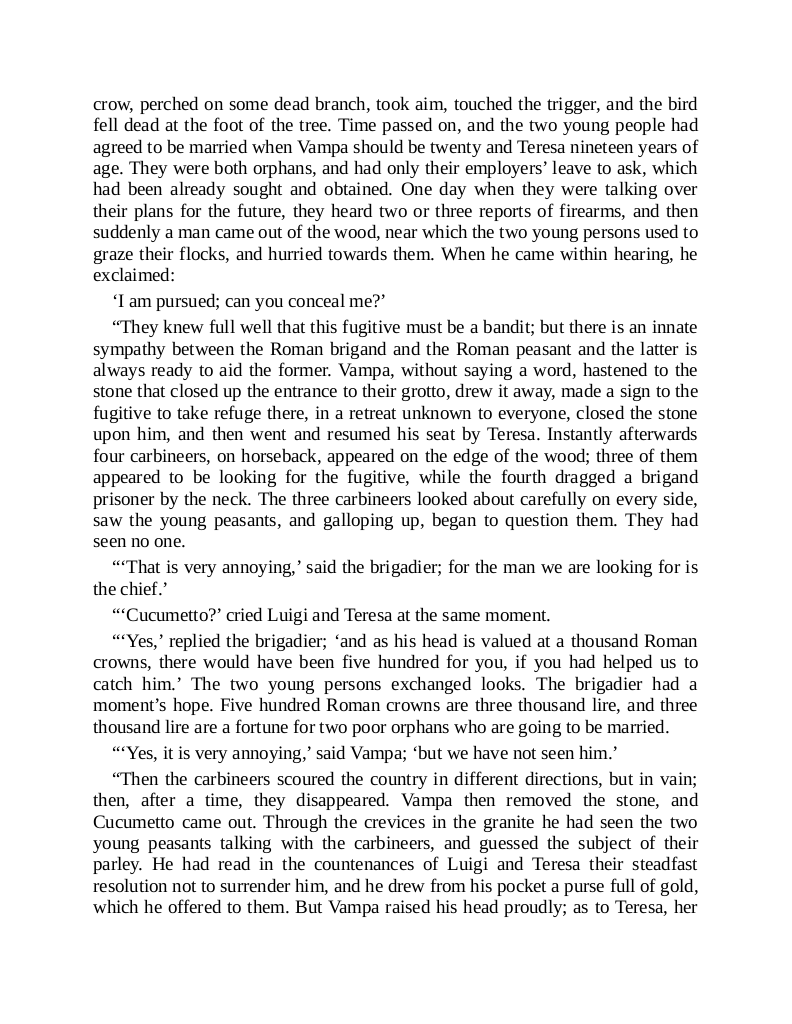 crow, perched on some dead branch, took aim, touched the trigger, and the bird
fell dead at the foot of the tree. Time passed on, and the two young people had
agreed to be married when Vampa should be twenty and Teresa nineteen years of
age. They were both orphans, and had only their employers’ leave to ask, which
had been already sought and obtained. One day when they were talking over
their plans for the future, they heard two or three reports of firearms, and then
suddenly a man came out of the wood, near which the two young persons used to
graze their flocks, and hurried towards them. When he came within hearing, he
exclaimed:
‘I am pursued; can you conceal me?’
“They knew full well that this fugitive must be a bandit; but there is an innate
sympathy between the Roman brigand and the Roman peasant and the latter is
always ready to aid the former. Vampa, without saying a word, hastened to the
stone that closed up the entrance to their grotto, drew it away, made a sign to the
fugitive to take refuge there, in a retreat unknown to everyone, closed the stone
upon him, and then went and resumed his seat by Teresa. Instantly afterwards
four carbineers, on horseback, appeared on the edge of the wood; three of them
appeared to be looking for the fugitive, while the fourth dragged a brigand
prisoner by the neck. The three carbineers looked about carefully on every side,
saw the young peasants, and galloping up, began to question them. They had
seen no one.
“‘That is very annoying,’ said the brigadier; for the man we are looking for is
the chief.’
“‘Cucumetto?’ cried Luigi and Teresa at the same moment.
“‘Yes,’ replied the brigadier; ‘and as his head is valued at a thousand Roman
crowns, there would have been five hundred for you, if you had helped us to
catch him.’ The two young persons exchanged looks. The brigadier had a
moment’s hope. Five hundred Roman crowns are three thousand lire, and three
thousand lire are a fortune for two poor orphans who are going to be married.
“‘Yes, it is very annoying,’ said Vampa; ‘but we have not seen him.’
“Then the carbineers scoured the country in different directions, but in vain;
then, after a time, they disappeared. Vampa then removed the stone, and
Cucumetto came out. Through the crevices in the granite he had seen the two
young peasants talking with the carbineers, and guessed the subject of their
parley. He had read in the countenances of Luigi and Teresa their steadfast
resolution not to surrender him, and he drew from his pocket a purse full of gold,
which he offered to them. But Vampa raised his head proudly; as to Teresa, her